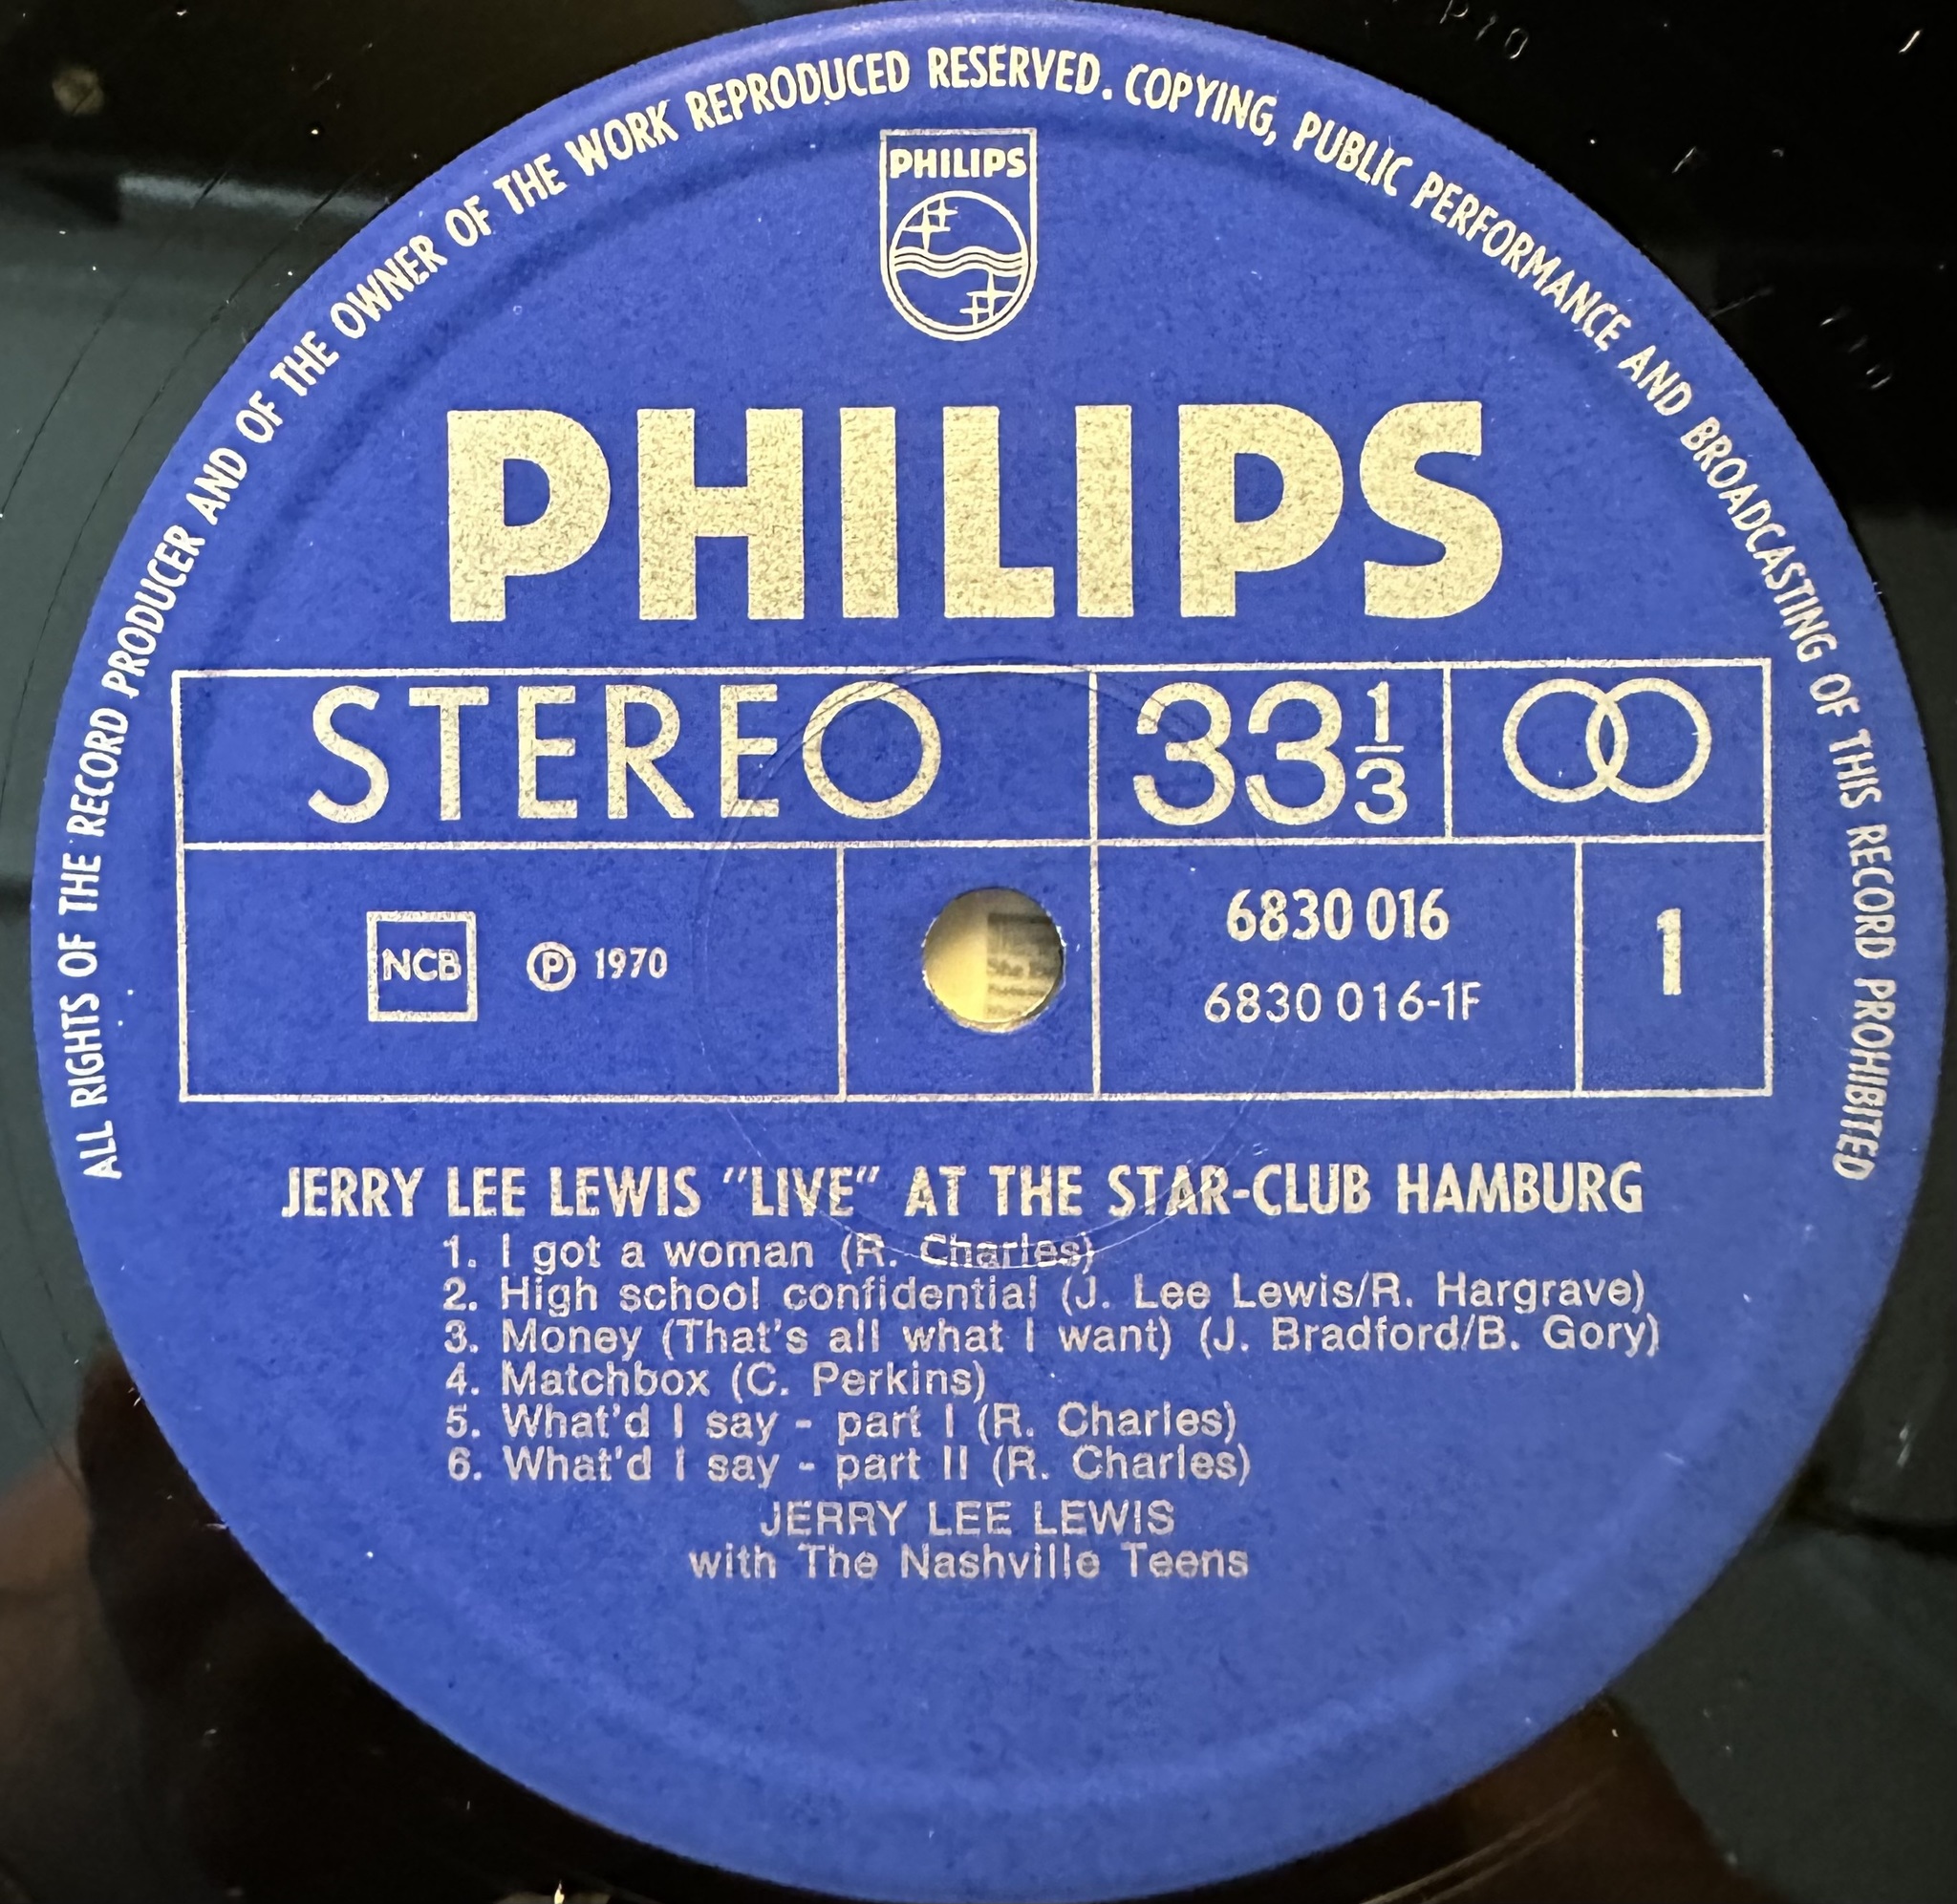 ALL RIGHTS OF THE RECORD PRODUCER AND OF THE OWNER OF THE WORK REPRODUCED RESERVED. COPYING, PUBLIC PERFORMANCE AND BROADCASTING OF THIS RECORD PROHIBITED
PHILIPS
PHILIPS
STEREO 33 1/3
NCB ℗ 1970
6830 016
6830 016-1F
1
JERRY LEE LEWIS "LIVE" AT THE STAR-CLUB HAMBURG
1. I got a woman (R. Charles)
2. High school confidential (J. Lee Lewis/R. Hargrave)
3. Money (That's all what I want) (J. Bradford/B. Gory)
4. Matchbox (C. Perkins)
5. What'd I say - part I (R. Charles)
6. What'd I say - part II (R. Charles)
JERRY LEE LEWIS
with The Nashville Teens